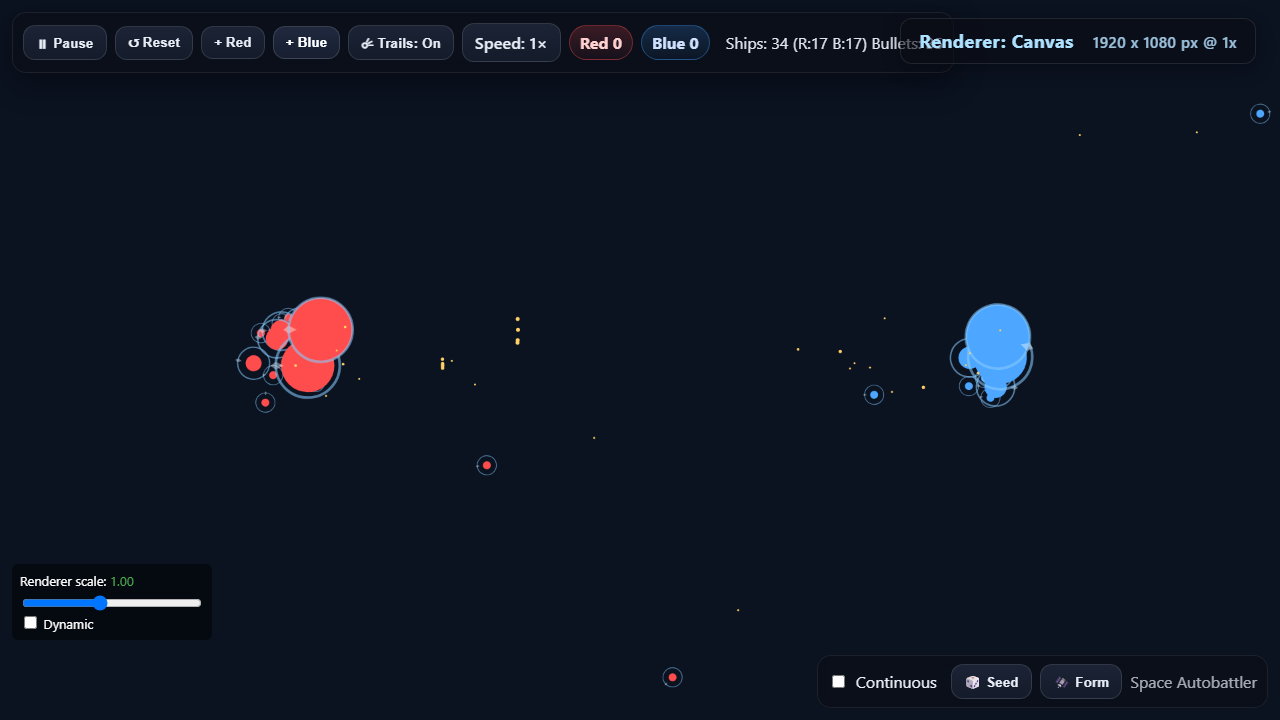 ⏸ Pause
↺ Reset
+ Red
+ Blue
☄ Trails: On
Speed: 1×
Red 0
Blue 0
Ships: 34 (R:17 B:17) Bullets:
Renderer: Canvas
1920 x 1080 px @ 1x
Renderer scale: 1.00
Dynamic
Continuous
🎲 Seed
🛰 Form
Space Autobattler